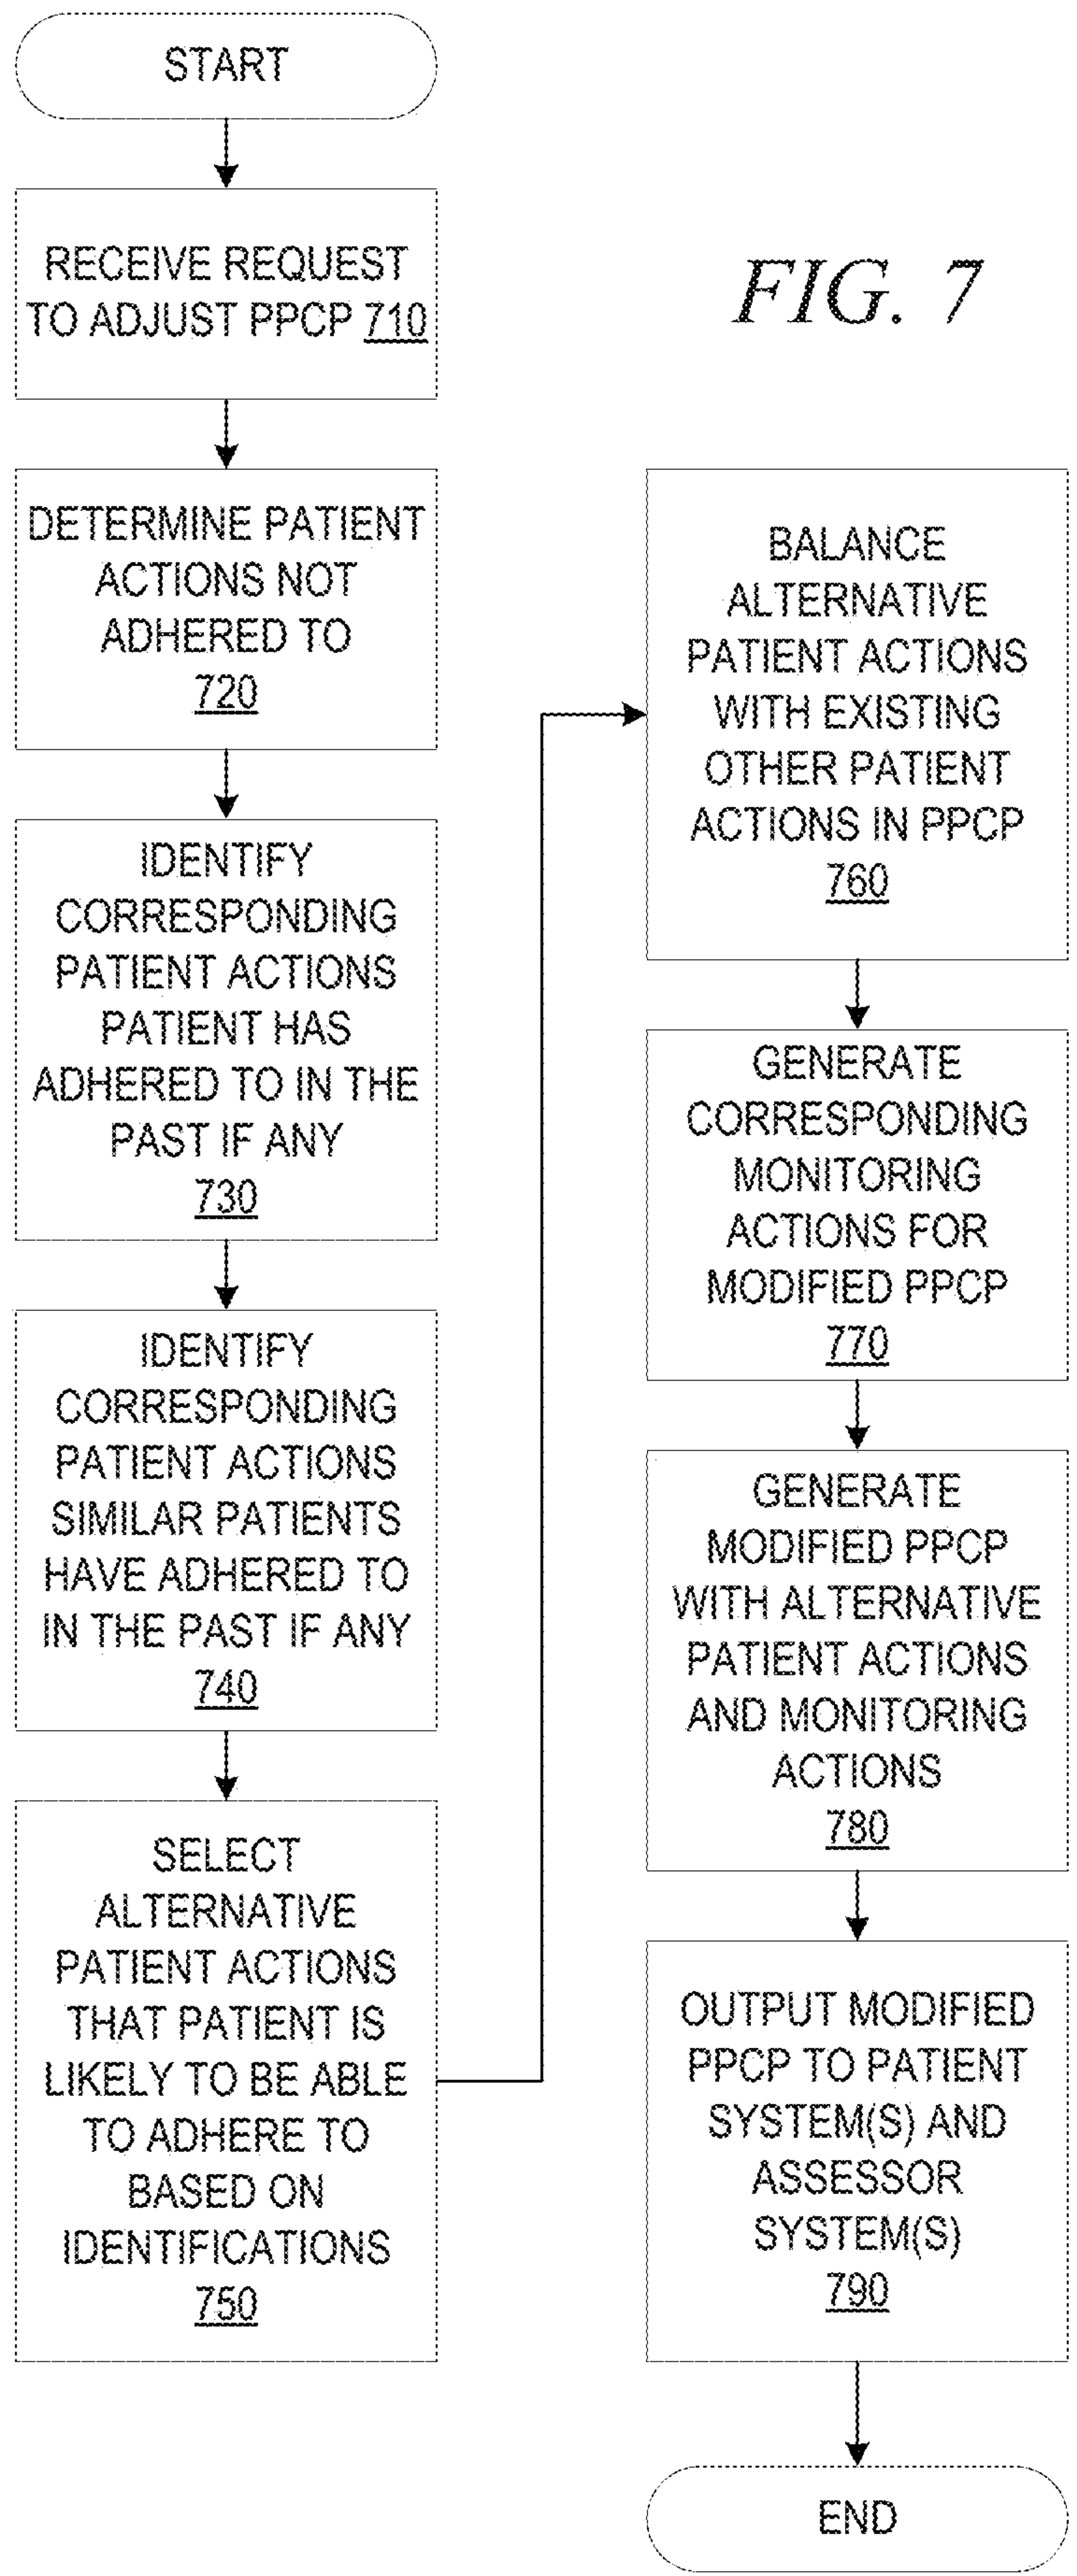 START
RECEIVE REQUEST
TO ADJUST PPCP 710
DETERMINE PATIENT
ACTIONS NOT
ADHERED TO
720
IDENTIFY
CORRESPONDING
PATIENT ACTIONS
PATIENT HAS
ADHERED TO IN THE
PAST IF ANY
730
IDENTIFY
CORRESPONDING
PATIENT ACTIONS
SIMILAR PATIENTS
HAVE ADHERED TO
IN THE PAST IF ANY
740
SELECT
ALTERNATIVE
PATIENT ACTIONS
THAT PATIENT IS
LIKELY TO BE ABLE
TO ADHERE TO
BASED ON
IDENTIFICATIONS
750
FIG. 7
BALANCE
ALTERNATIVE
PATIENT ACTIONS
WITH EXISTING
OTHER PATIENT
ACTIONS IN PPCP
760
GENERATE
CORRESPONDING
MONITORING
ACTIONS FOR
MODIFIED PPCP
770
GENERATE
MODIFIED PPCP
WITH ALTERNATIVE
PATIENT ACTIONS
AND MONITORING
ACTIONS
780
OUTPUT MODIFIED
PPCP TO PATIENT
SYSTEM(S) AND
ASSESSOR
SYSTEM(S)
790
END